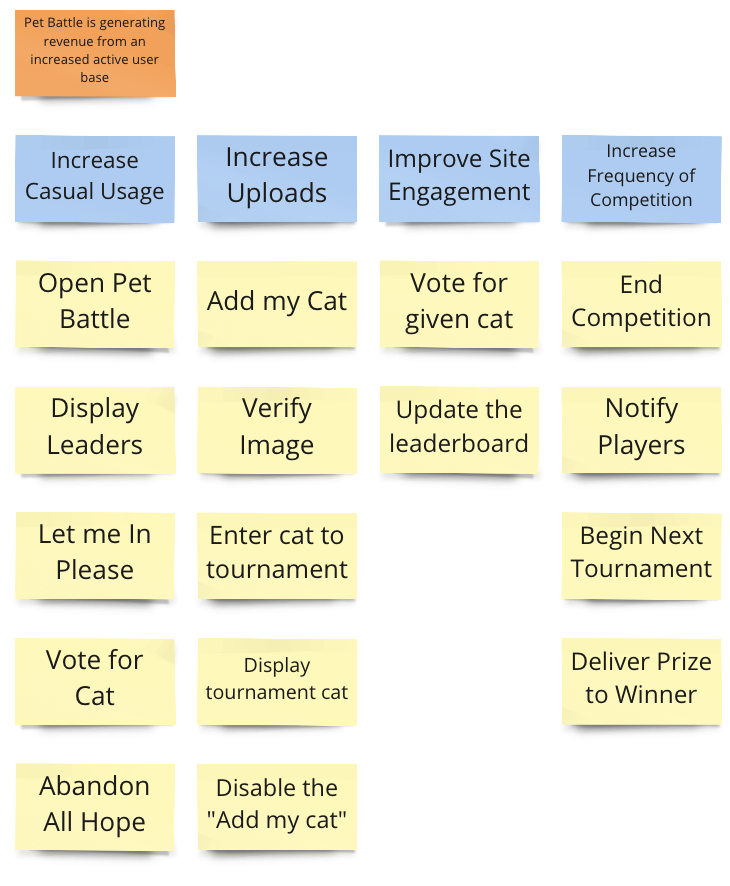 Pet Battle is generating
revenue from an
increased active user
base
Increase
Casual Usage
Increase
Uploads
Improve Site
Engagement
Increase
Frequency of
Competition
Open Pet
Battle
Add my Cat
Vote for
given cat
End
Competition
Display
Leaders
Verify
Image
Update the
leaderboard
Notify
Players
Let me In
Please
Enter cat to
tournament
Begin Next
Tournament
Vote for
Cat
Display
tournament cat
Deliver Prize
to Winner
Abandon
All Hope
Disable the
"Add my cat"